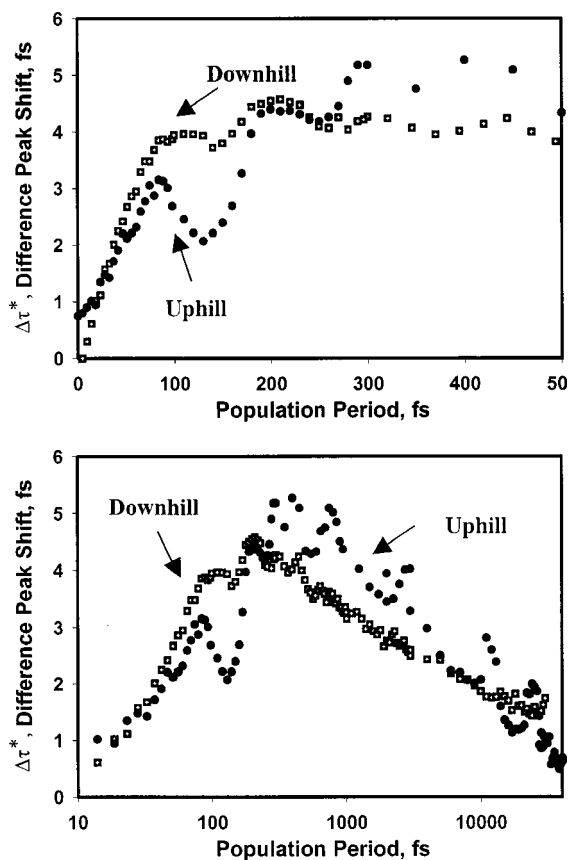 6
5
4
3
2
1
0
Δτ*, Difference Peak Shift, fs
Downhill
Uphill
0 100 200 300 400 50
Population Period, fs
6
5
4
3
2
1
0
Δτ*, Difference Peak Shift, fs
Downhill
Uphill
10 100 1000 10000
Population Period, fs